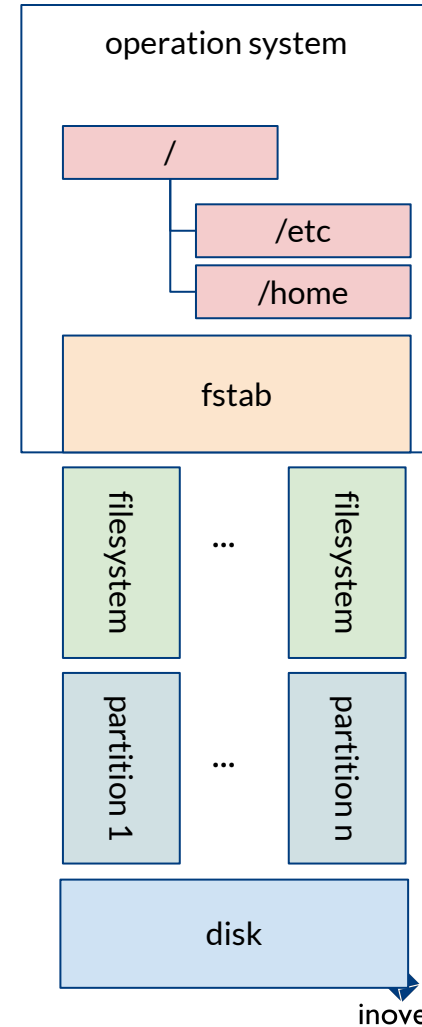 operation system
/
/etc
/home
fstab
filesystem
...
filesystem
partition 1
...
partition n
disk
inove